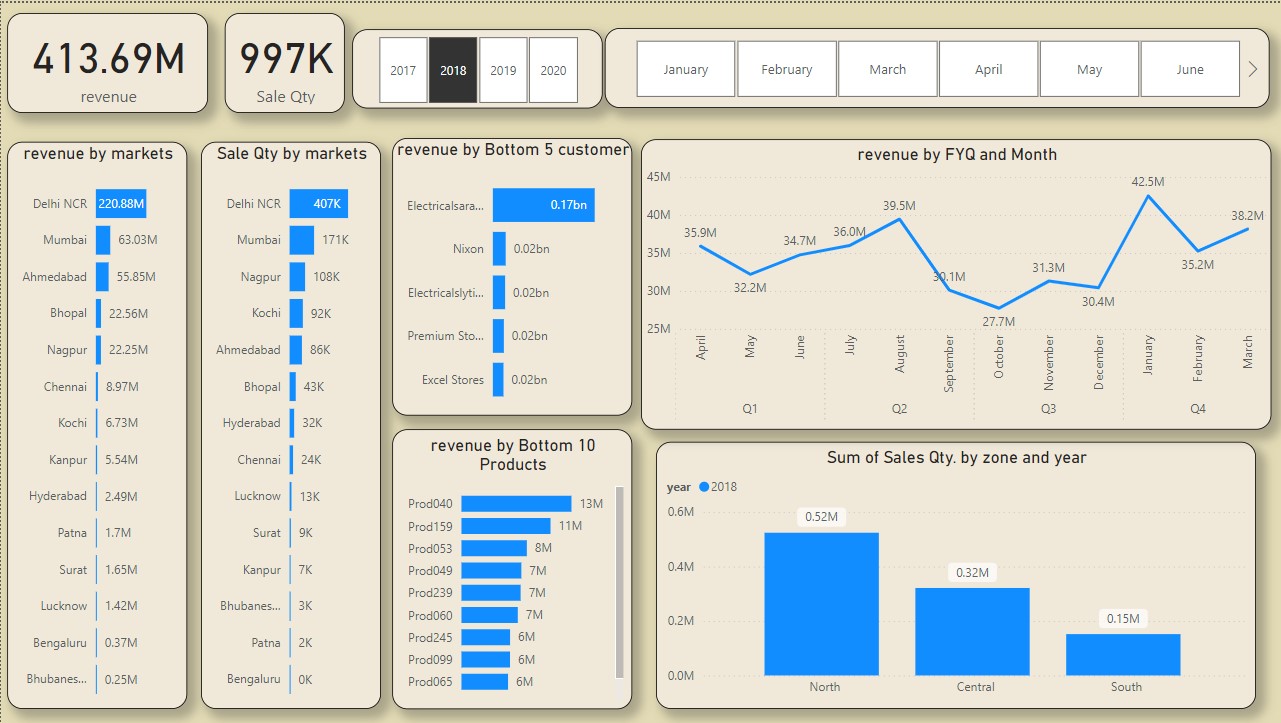 413.69M
revenue
997K
Sale Qty
2017 2018 2019 2020
January February March April May June
revenue by markets
Delhi NCR 220.88M
Mumbai 63.03M
Ahmedabad 55.85M
Bhopal 22.56M
Nagpur 22.25M
Chennai 8.97M
Kochi 6.73M
Kanpur 5.54M
Hyderabad 2.49M
Patna 1.7M
Surat 1.65M
Lucknow 1.42M
Bengaluru 0.37M
Bhubanes... 0.25M
Sale Qty by markets
Delhi NCR 407K
Mumbai 171K
Nagpur 108K
Kochi 92K
Ahmedabad 86K
Bhopal 43K
Hyderabad 32K
Chennai 24K
Lucknow 13K
Surat 9K
Kanpur 7K
Bhubanes... 3K
Patna 2K
Bengaluru 0K
revenue by Bottom 5 customer
Electricalsara... 0.17bn
Nixon 0.02bn
Electricalslyti... 0.02bn
Premium Sto... 0.02bn
Excel Stores 0.02bn
revenue by Bottom 10
Products
Prod040 13M
Prod159 11M
Prod053 8M
Prod049 7M
Prod239 7M
Prod060 7M
Prod245 6M
Prod099 6M
Prod065 6M
revenue by FYQ and Month
45M
40M
35M
30M
25M
35.9M 32.2M 34.7M 36.0M 39.5M 30.1M 27.7M 31.3M 30.4M 42.5M 35.2M 38.2M
April May June July August September October November December January February March
Q1 Q2 Q3 Q4
Sum of Sales Qty. by zone and year
year 2018
0.6M
0.4M
0.2M
0.0M
0.52M 0.32M 0.15M
North Central South